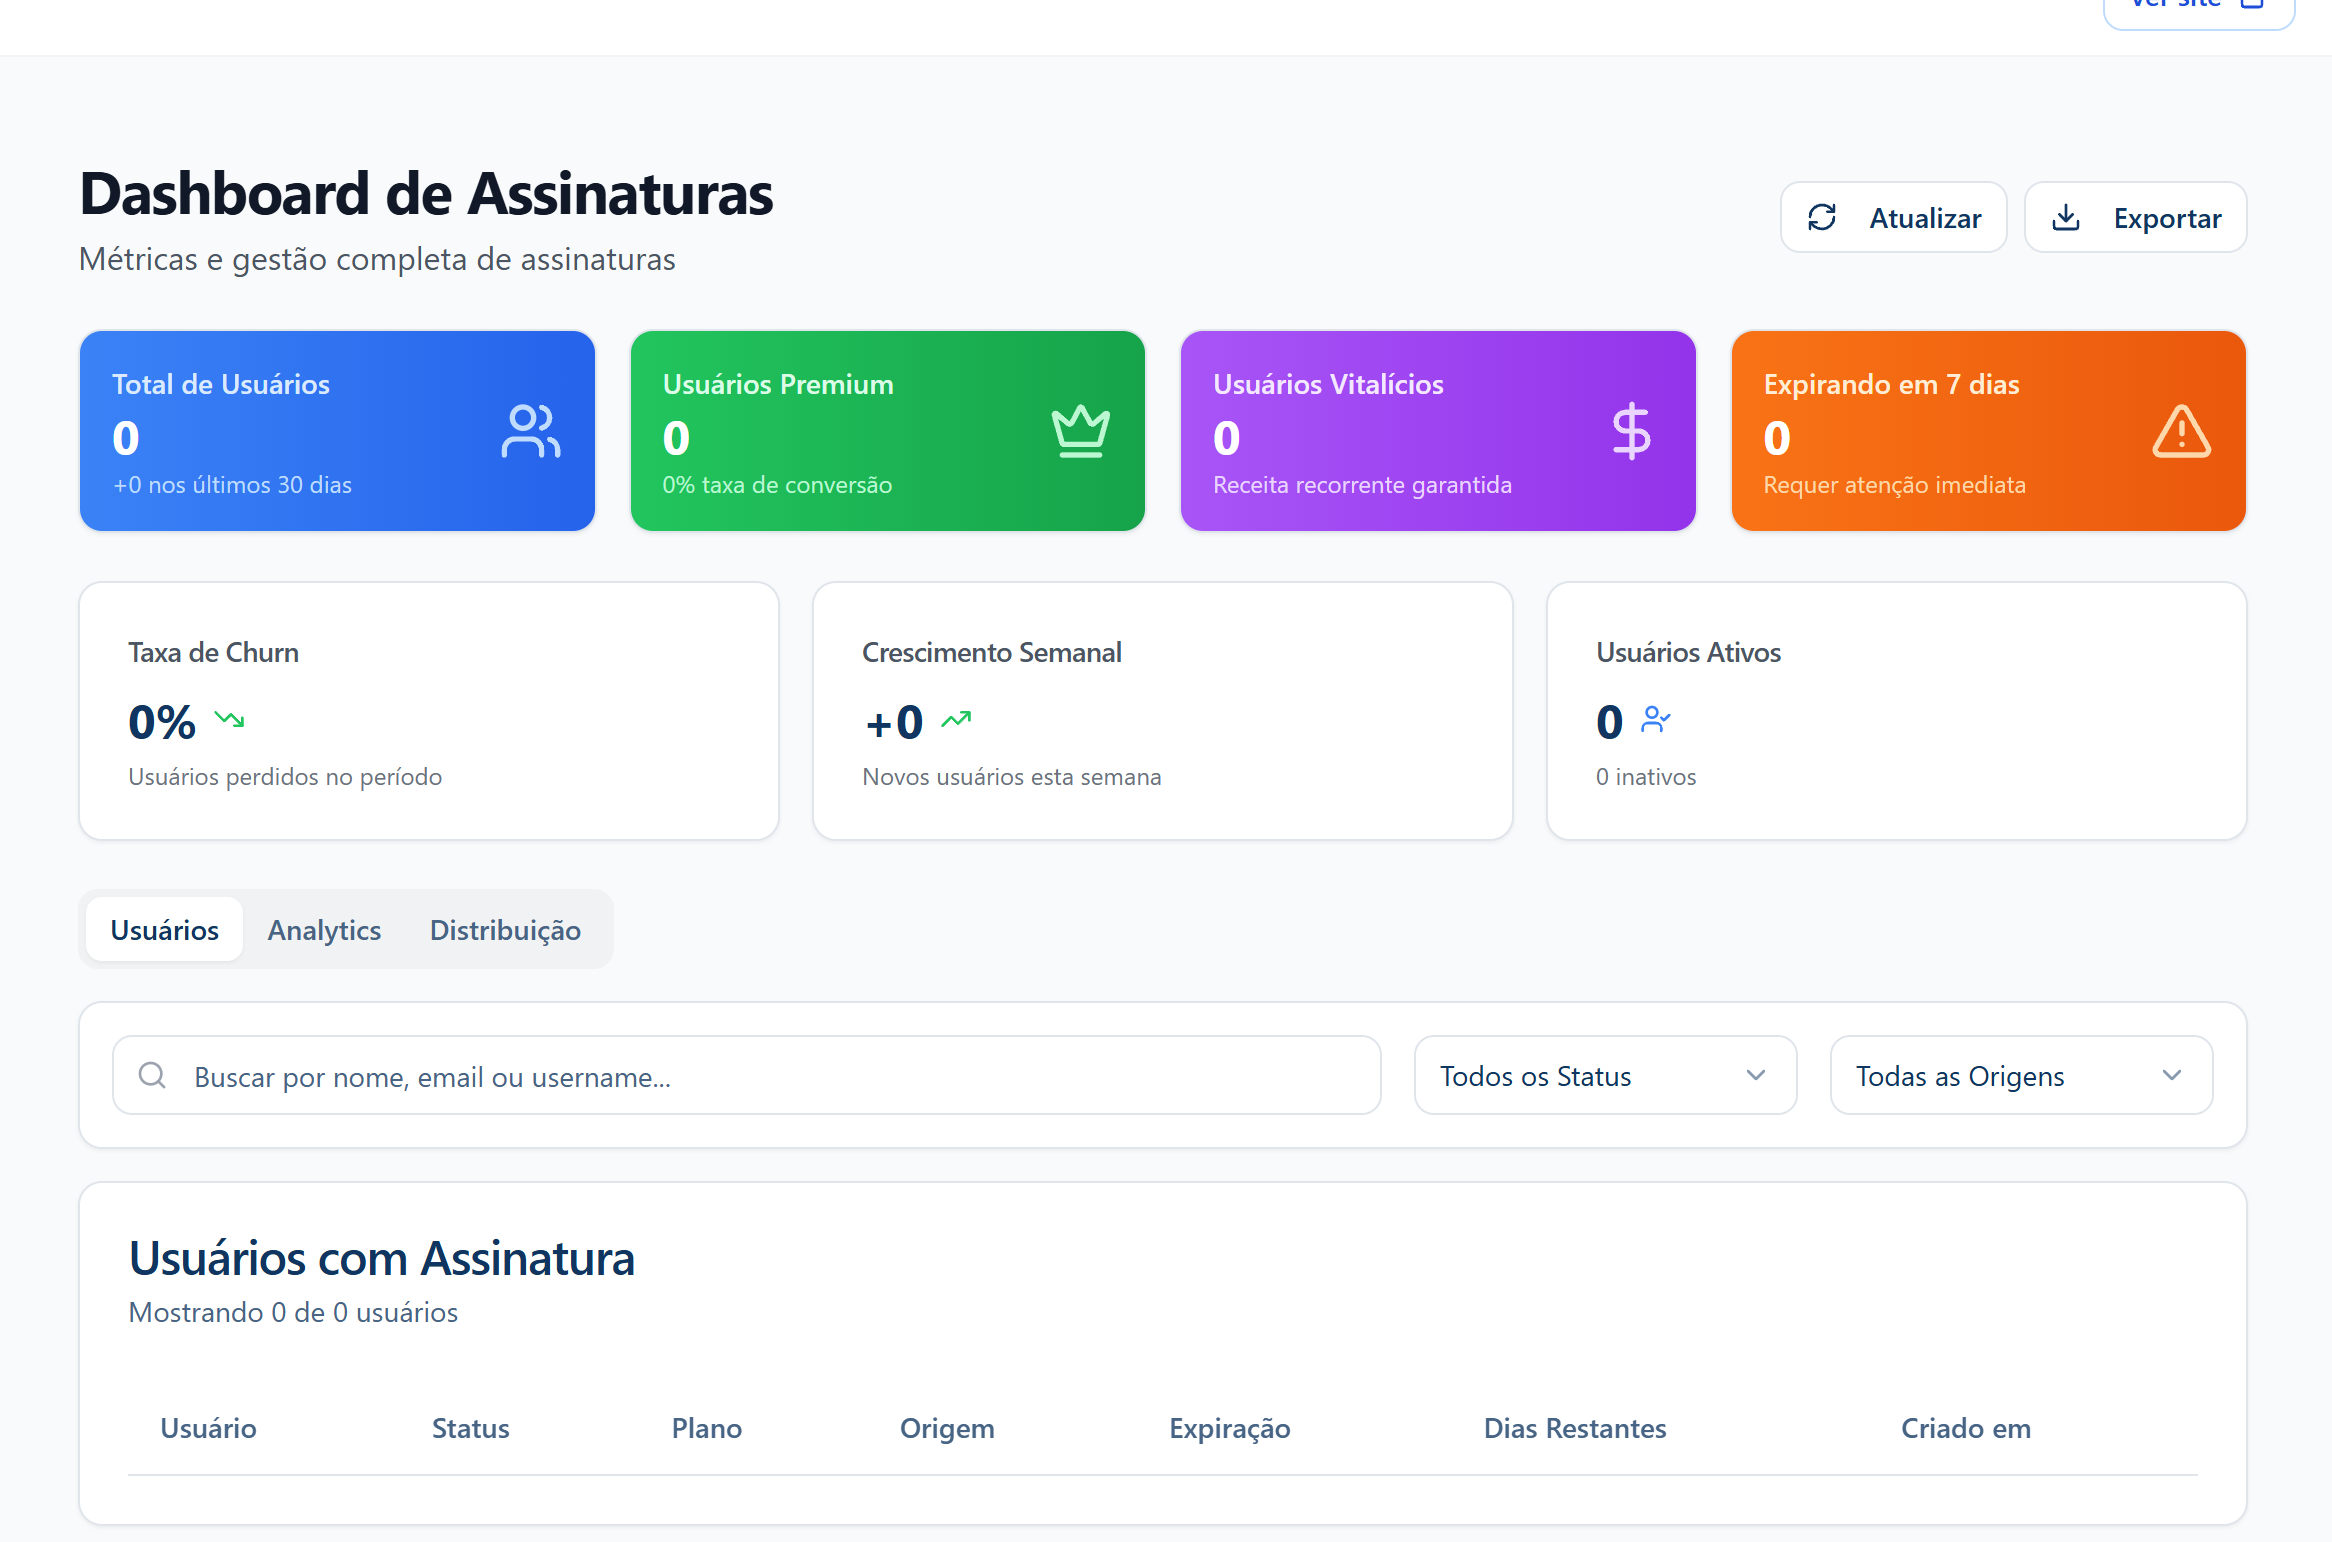 Ver site
Dashboard de Assinaturas
Métricas e gestão completa de assinaturas
Atualizar
Exportar
Total de Usuários
0
+0 nos últimos 30 dias
Usuários Premium
0
0% taxa de conversão
Usuários Vitalícios
0
Receita recorrente garantida
Expirando em 7 dias
0
Requer atenção imediata
Taxa de Churn
0%
Usuários perdidos no período
Crescimento Semanal
+0
Novos usuários esta semana
Usuários Ativos
0
0 inativos
Usuários Analytics Distribuição
Buscar por nome, email ou username...
Todos os Status
Todas as Origens
Usuários com Assinatura
Mostrando 0 de 0 usuários
Usuário Status Plano Origem Expiração Dias Restantes Criado em